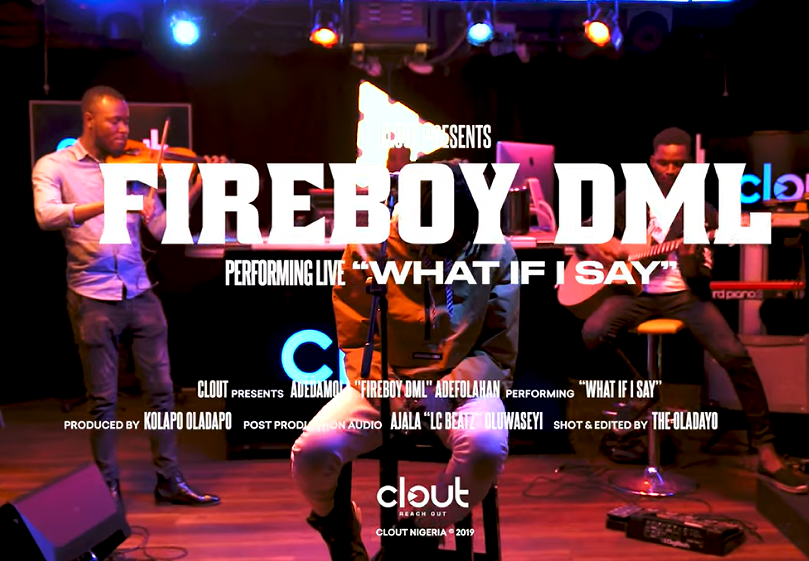 PRESENTS
FIREBOY DML
PERFORMING LIVE “WHAT IF I SAY”
CLOUT PRESENTS ADEDAMOLA "FIREBOY DML" ADEFOLAHAN PERFORMING “WHAT IF I SAY”
PRODUCED BY KOLAPO OLADAPO POST PRODUCTION AUDIO AJALA “LC BEATZ” OLUWASEYI SHOT & EDITED BY THE OLADAYO
clout
REACH OUT
CLOUT NIGERIA © 2019